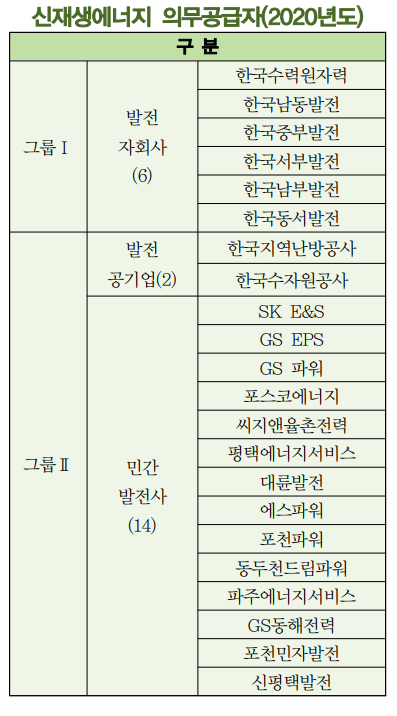 신재생에너지 의무공급자(2020년도)
구 분
그룹Ⅰ
발전
자회사
(6)
한국수력원자력
한국남동발전
한국중부발전
한국서부발전
한국남부발전
한국동서발전
그룹Ⅱ
발전
공기업(2)
한국지역난방공사
한국수자원공사
민간
발전사
(14)
SK E&S
GS EPS
GS 파워
포스코에너지
씨지앤율촌전력
평택에너지서비스
대륜발전
에스파워
포천파워
동두천드림파워
파주에너지서비스
GS동해전력
포천민자발전
신평택발전